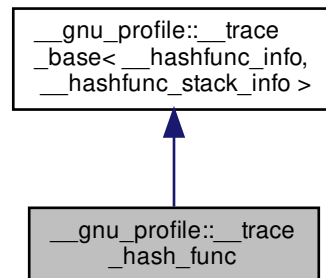 __gnu_profile::__trace
_base< __hashfunc_info,
__hashfunc_stack_info >
__gnu_profile::__trace
_hash_func